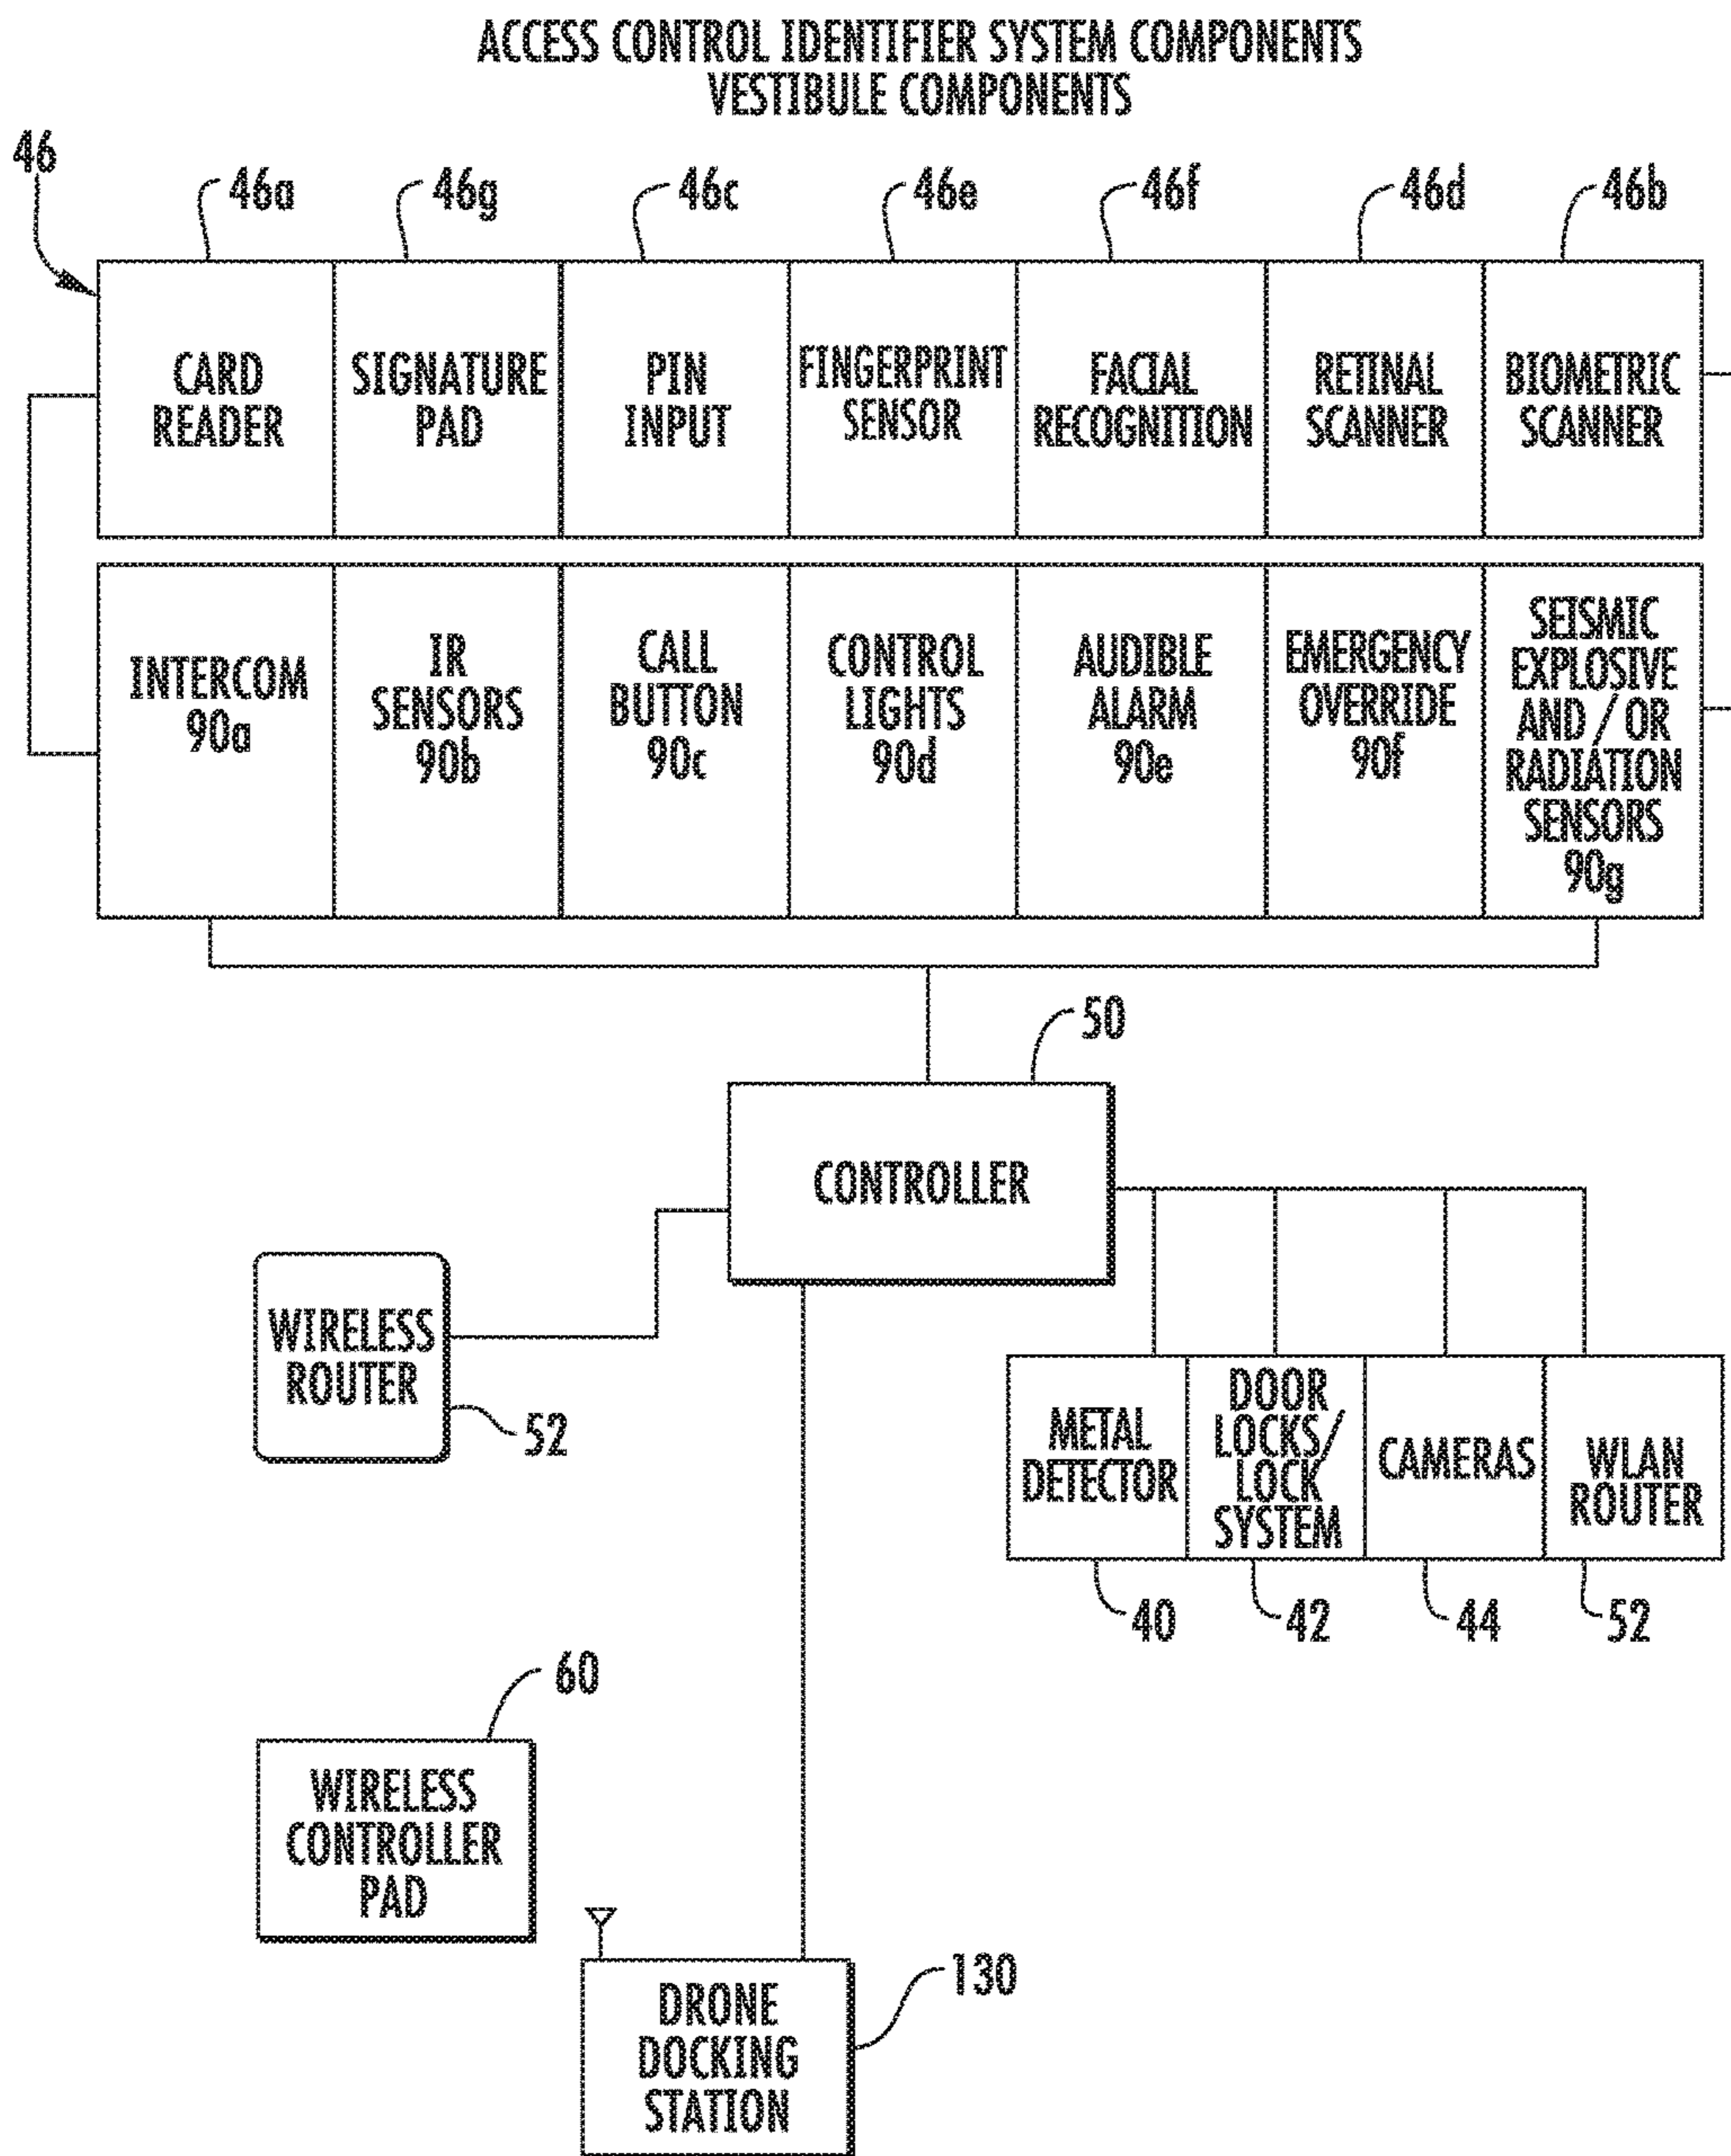 ACCESS CONTROL IDENTIFIER SYSTEM COMPONENTS
VESTIBULE COMPONENTS
46
46a
46g
46c
46e
46f
46d
46b
CARD
READER
SIGNATURE
PAD
PIN
INPUT
FINGERPRINT
SENSOR
FACIAL
RECOGNITION
RETINAL
SCANNER
BIOMETRIC
SCANNER
INTERCOM
90a
IR
SENSORS
90b
CALL
BUTTON
90c
CONTROL
LIGHTS
90d
AUDIBLE
ALARM
90e
EMERGENCY
OVERRIDE
90f
SEISMIC
EXPLOSIVE
AND / OR
RADIATION
SENSORS
90g
50
CONTROLLER
WIRELESS
ROUTER
52
METAL
DETECTOR
DOOR
LOCKS/
LOCK
SYSTEM
CAMERAS
WLAN
ROUTER
40
42
44
52
60
WIRELESS
CONTROLLER
PAD
130
DRONE
DOCKING
STATION